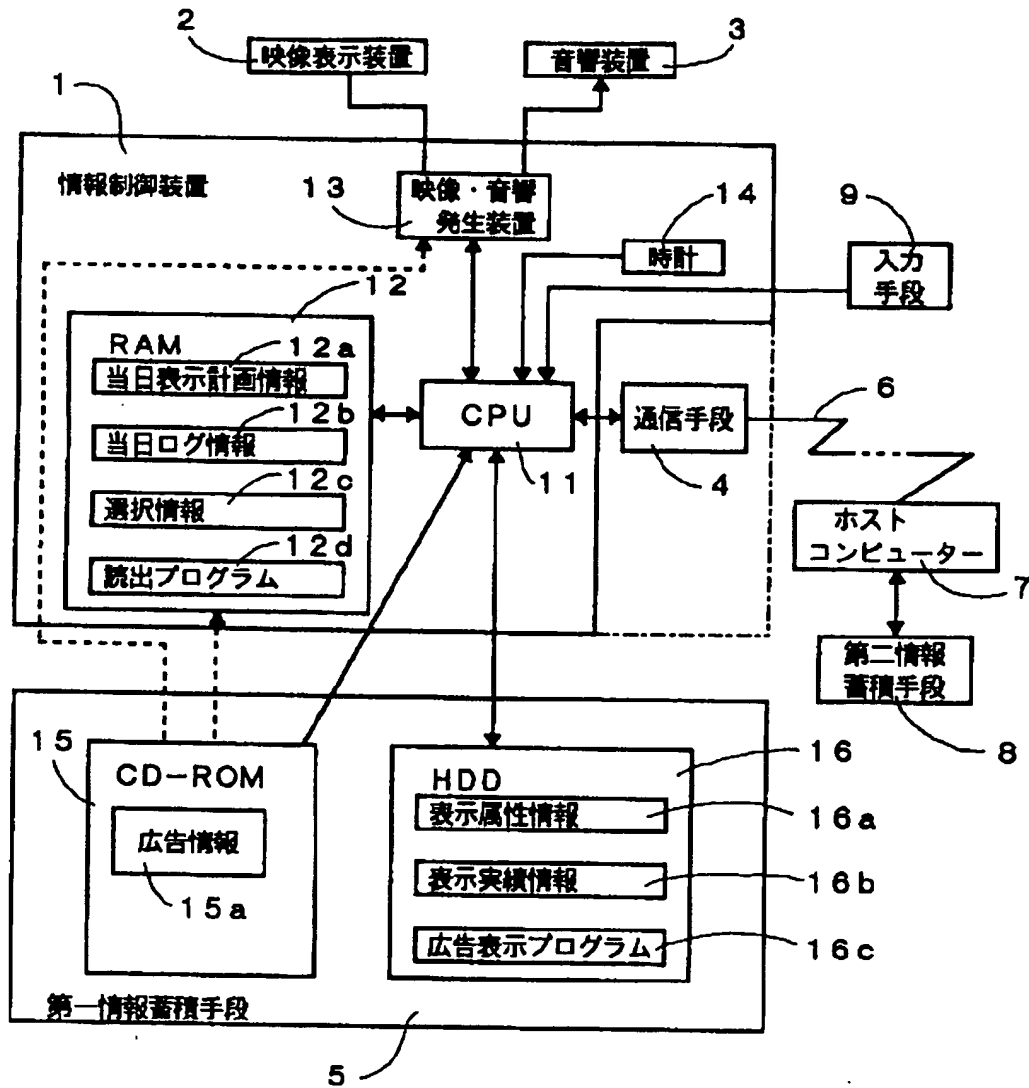 2
映像表示装置
音響装置
3
1
情報制御装置
13
映像・音響
発生装置
14
時計
9
入力
手段
12
RAM
12a
当日表示計画情報
12b
当日ログ情報
12c
選択情報
12d
読出プログラム
CPU
11
通信手段
4
6
ホスト
コンピューター
7
第二情報
蓄積手段
8
15
CD-ROM
広告情報
15a
HDD
16
表示属性情報
16a
表示実績情報
16b
広告表示プログラム
16c
第一情報蓄積手段
5